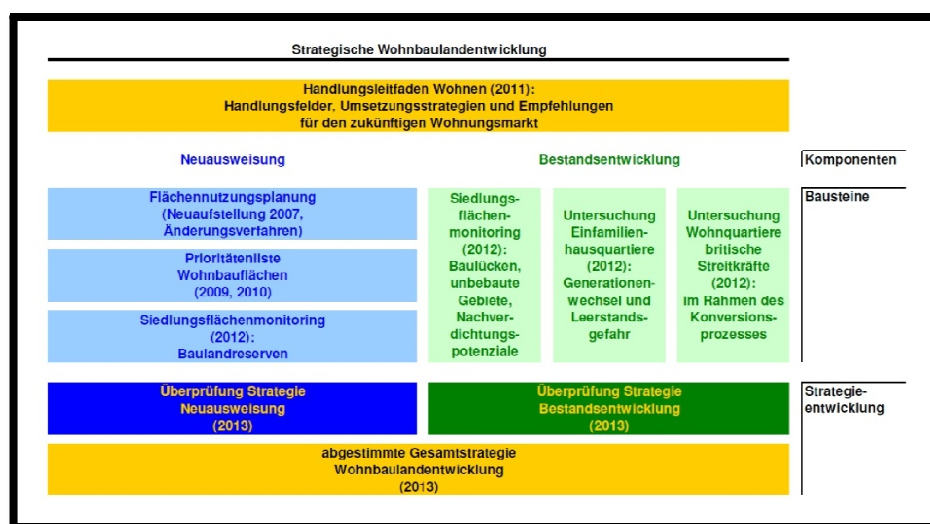 Strategische Wohnbaulandentwicklung
Handlungsleitfaden Wohnen (2011):
Handlungsfelder, Umsetzungsstrategien und Empfehlungen
für den zukünftigen Wohnungsmarkt
Neuausweisung
Bestandsentwicklung
Komponenten
Flächennutzungsplanung
(Neuaufstellung 2007,
Änderungsverfahren)
Prioritätenliste
Wohnbauflächen
(2009, 2010)
Siedlungsflächenmonitoring
(2012):
Baulandreserven
Siedlungs-
flächen-
monitoring
(2012):
Baulücken,
unbebaute
Gebiete,
Nachver-
dichtungs-
potenziale
Untersuchung
Einfamilien-
hausquartiere
(2012):
Generationen-
wechsel und
Leerstands-
gefahr
Untersuchung
Wohnquartiere
britische
Streitkräfte
(2012):
im Rahmen des
Konversions-
prozesses
Bausteine
Überprüfung Strategie
Neuausweisung
(2013)
Überprüfung Strategie
Bestandsentwicklung
(2013)
Strategie-
entwicklung
abgestimmte Gesamtstrategie
Wohnbaulandentwicklung
(2013)